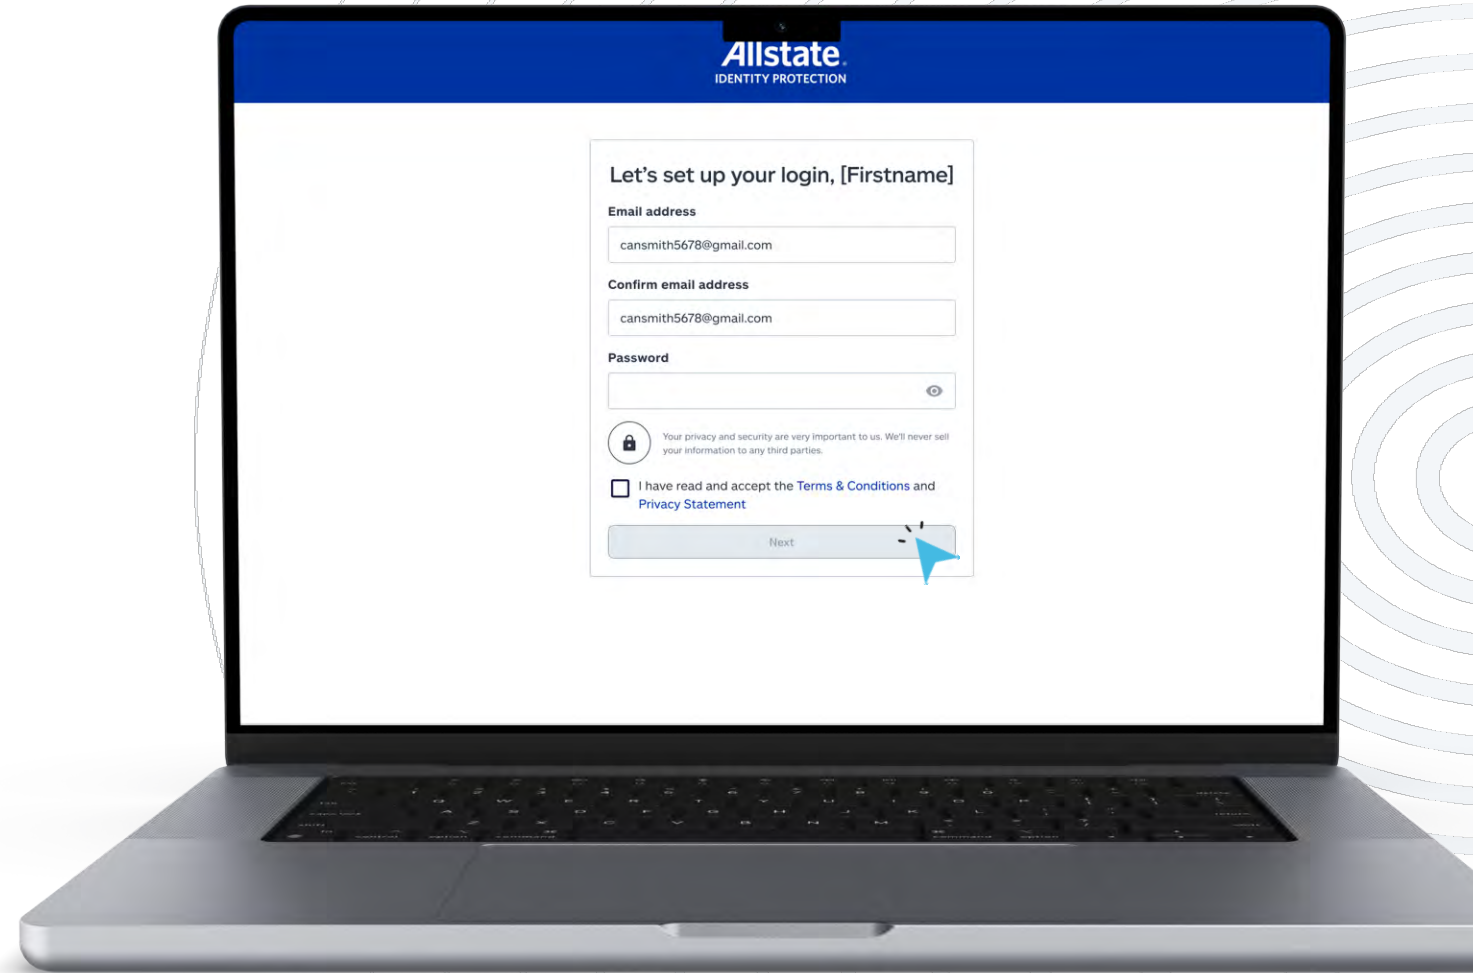 Allstate.
IDENTITY PROTECTION
Let's set up your login, [Firstname]
Email address
cansmith5678@gmail.com
Confirm email address
cansmith5678@gmail.com
Password
Your privacy and security are very important to us. We'll never sell
your information to any third parties.
I have read and accept the Terms & Conditions and
Privacy Statement
Next